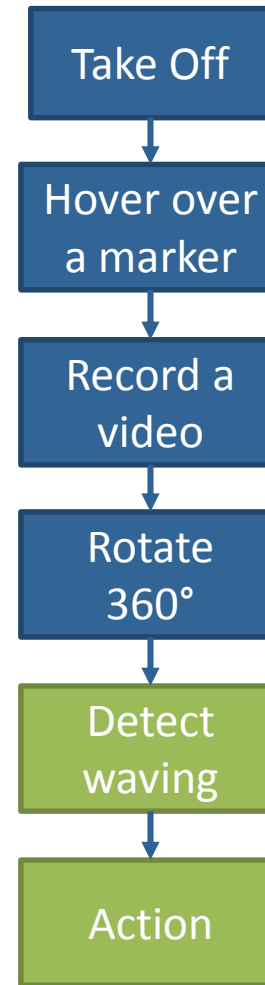 Take Off
Hover over
a marker
Record a
video
Rotate
360°
Detect
waving
Action